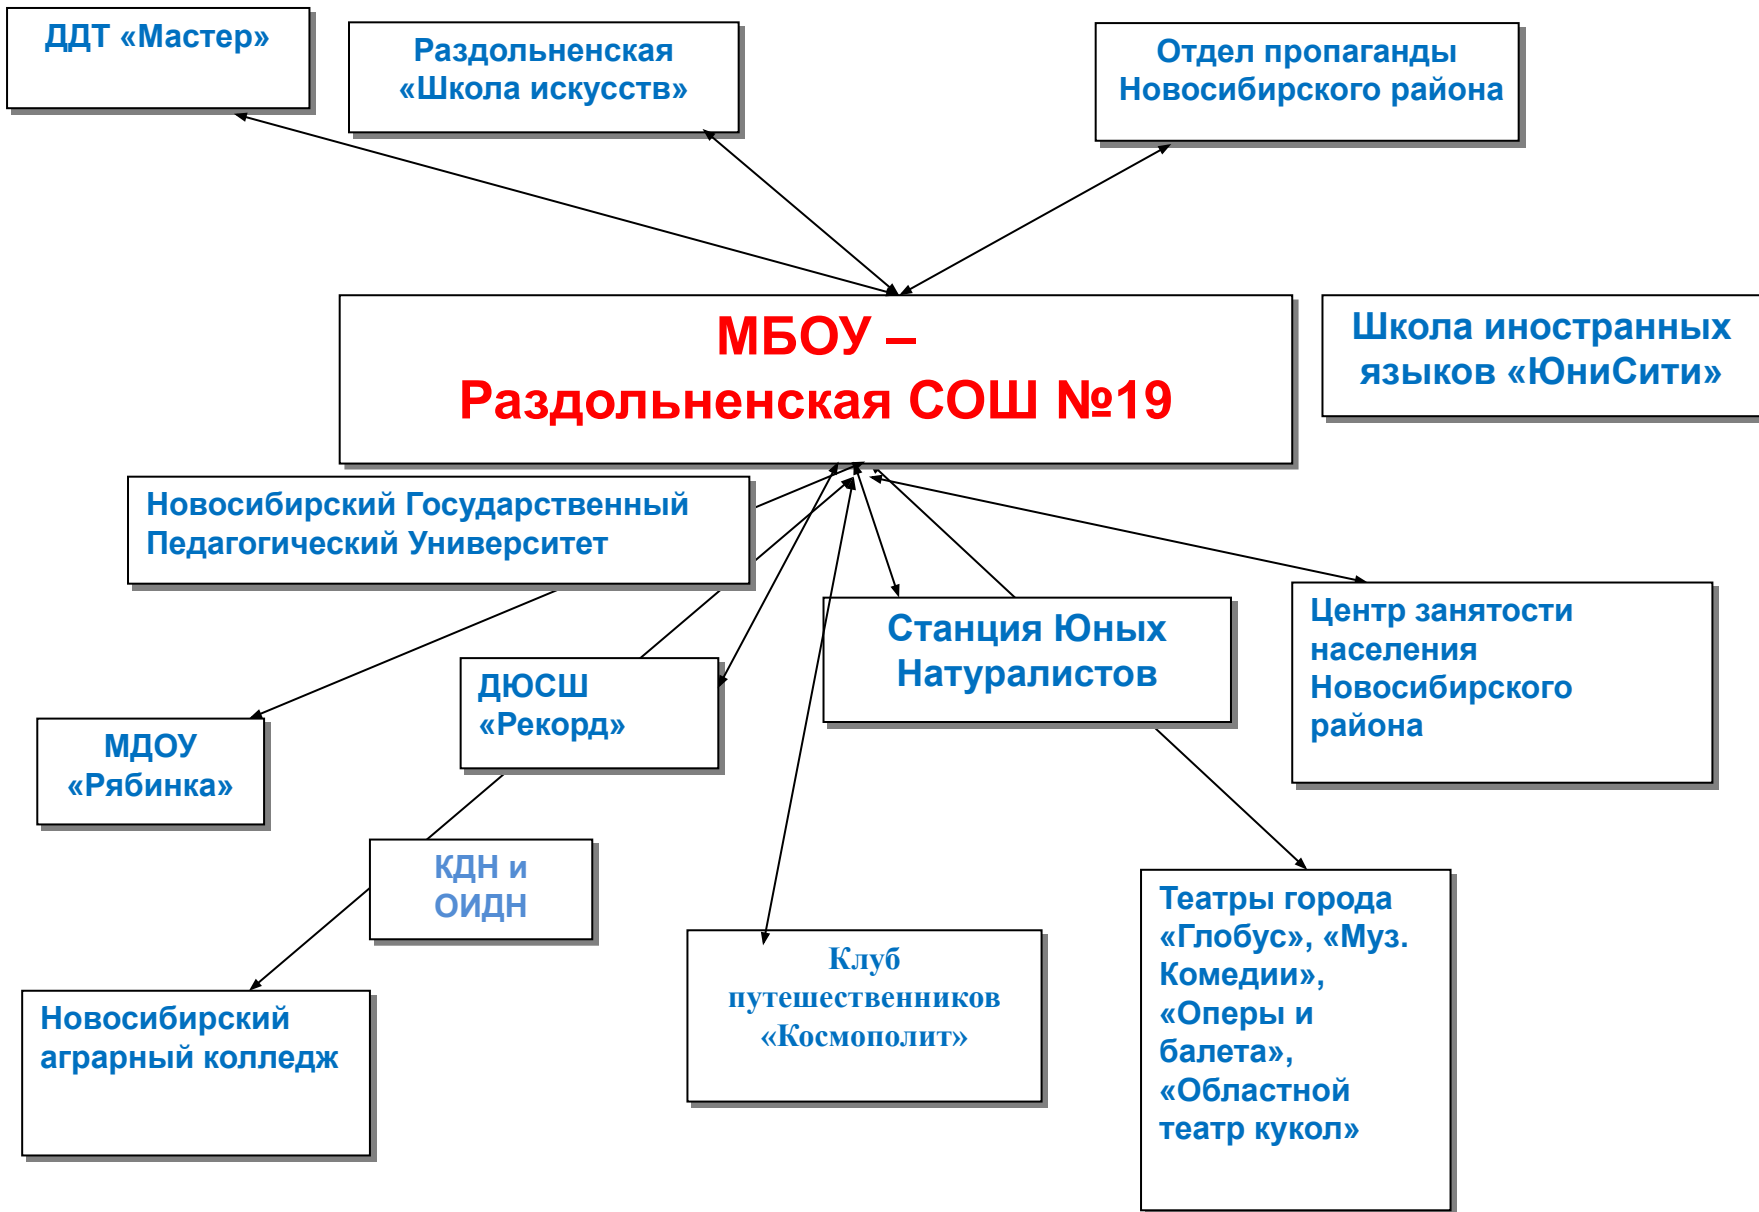 ДДТ «Мастер»
Раздольненская
«Школа искусств»
Отдел пропаганды
Новосибирского района
МБОУ –
Раздольненская СОШ №19
Школа иностранных
языков «ЮниСити»
Новосибирский Государственный
Педагогический Университет
Станция Юных
Натуралистов
Центр занятости
населения
Новосибирского
района
ДЮСШ
«Рекорд»
МДОУ
«Рябинка»
КДН и
ОИДН
Театры города
«Глобус», «Муз.
Комедии»,
«Оперы и
балета»,
«Областной
театр кукол»
Клуб
путешественников
«Космополит»
Новосибирский
аграрный колледж